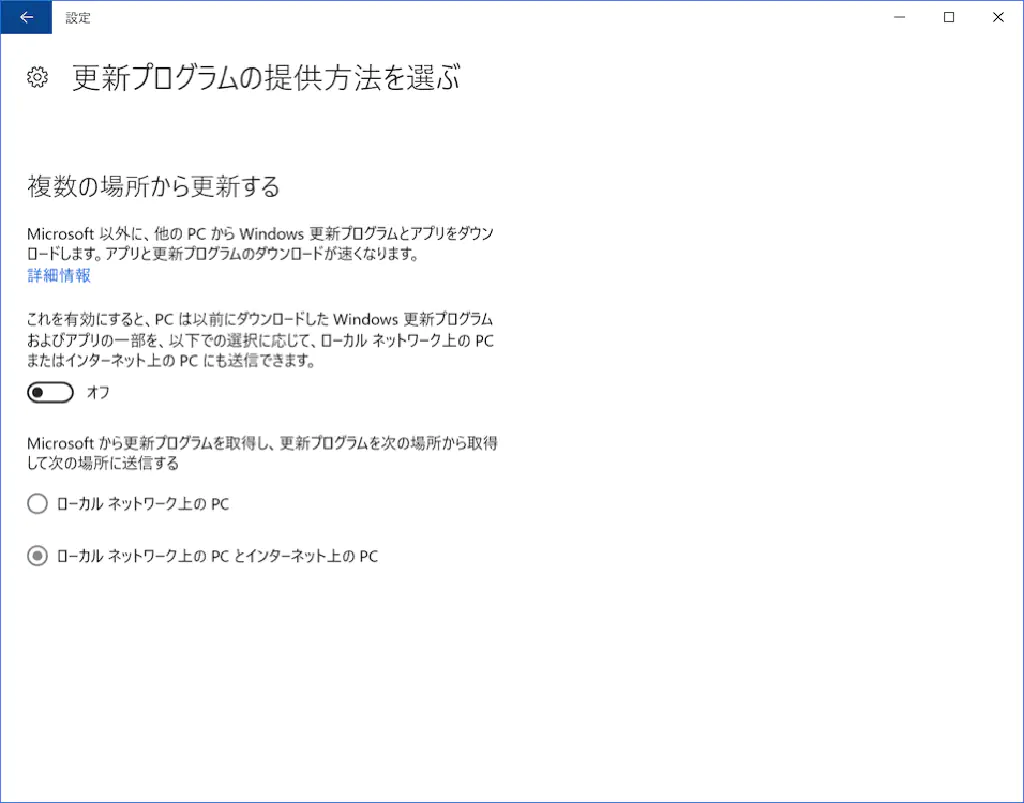 設定
更新プログラムの提供方法を選ぶ
複数の場所から更新する
Microsoft 以外に、他の PC から Windows 更新プログラムとアプリをダウン
ロードします。アプリと更新プログラムのダウンロードが速くなります。
詳細情報
これを有効にすると、PC は以前にダウンロードした Windows 更新プログラム
およびアプリの一部を、以下での選択に応じて、ローカル ネットワーク上の PC
またはインターネット上の PC にも送信できます。
オフ
Microsoft から更新プログラムを取得し、更新プログラムを次の場所から取得
して次の場所に送信する
ローカル ネットワーク上の PC
ローカル ネットワーク上の PC とインターネット上の PC